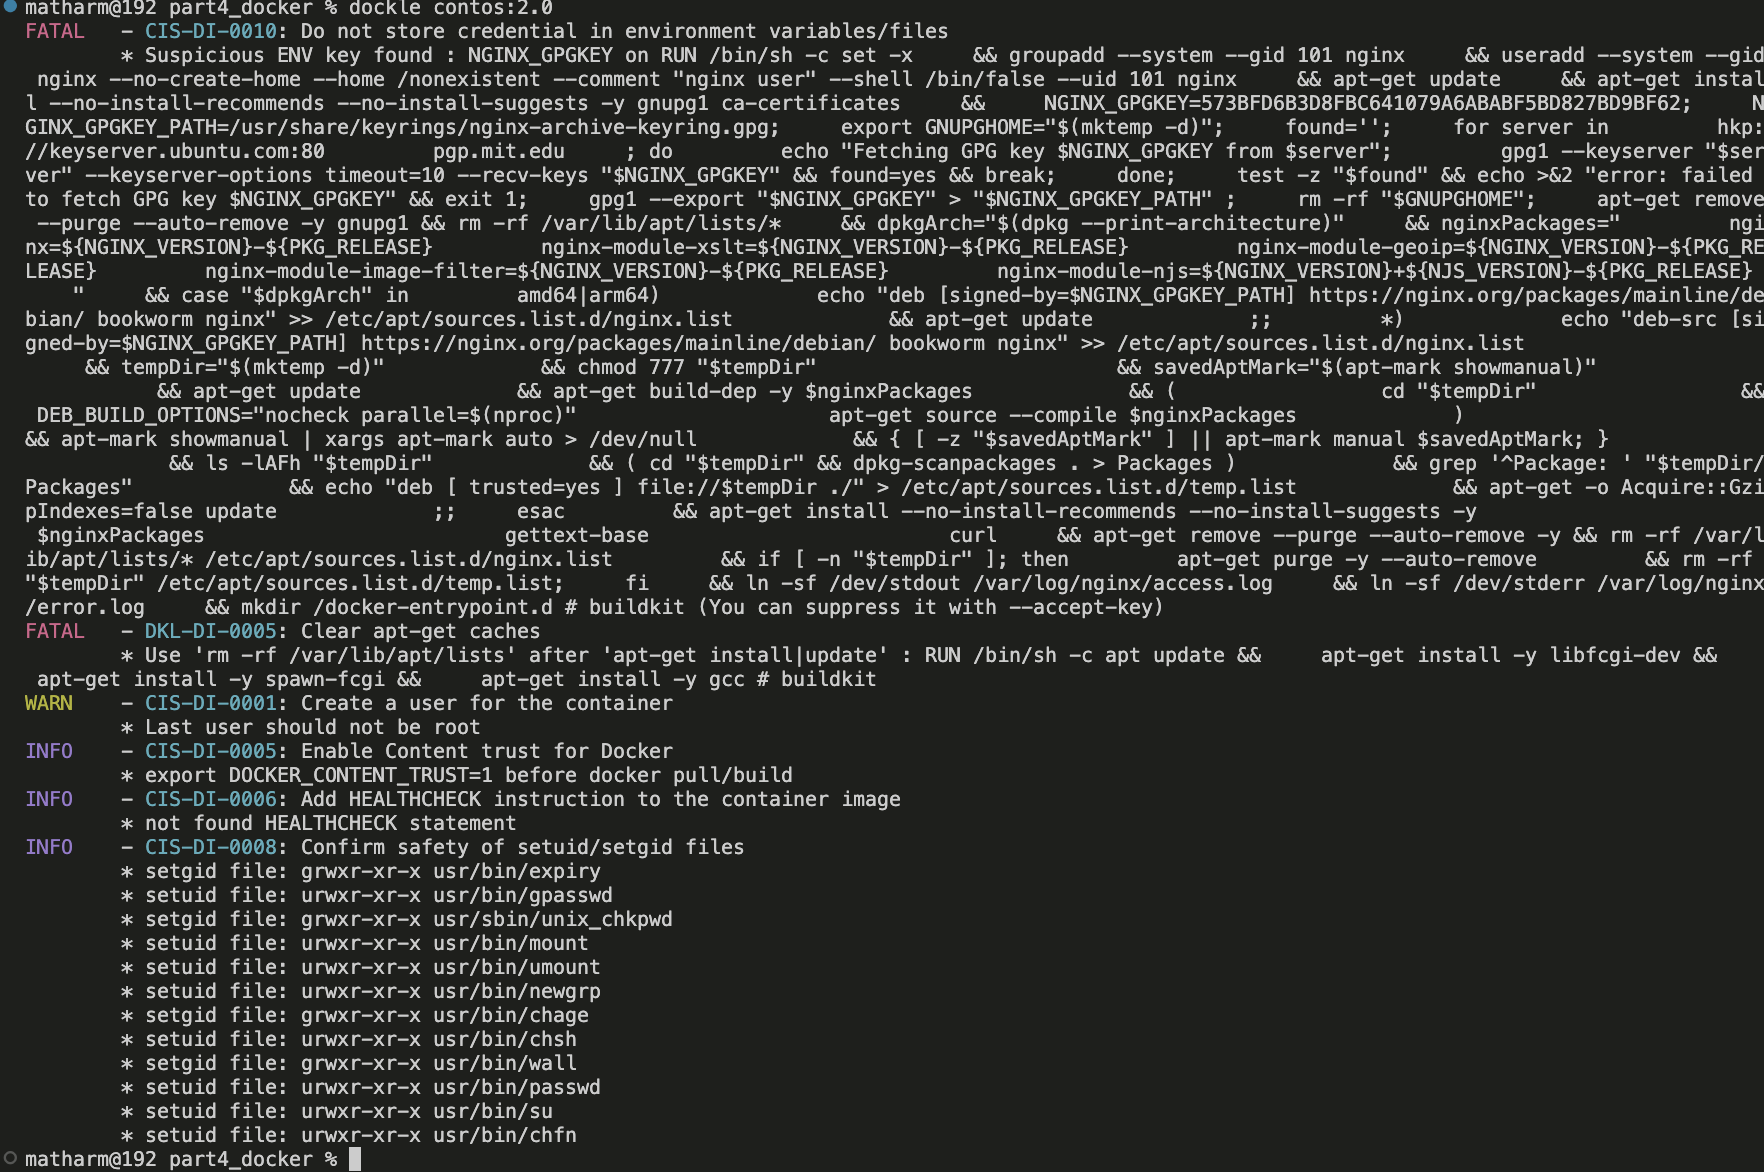 matharm@192 part4_docker % dockle contos:2.0
FATAL - CIS-DI-0010: Do not store credential in environment variables/files
* Suspicious ENV key found : NGINX_GPGKEY on RUN /bin/sh -c set -x && groupadd --system --gid 101 nginx && useradd --system --gid
nginx --no-create-home --home /nonexistent --comment "nginx user" --shell /bin/false --uid 101 nginx && apt-get update && apt-get instal
l --no-install-recommends --no-install-suggests -y gnupg1 ca-certificates && NGINX_GPGKEY=573BFD6B3D8FBC641079A6ABABF5BD827BD9BF62; N
GINX_GPGKEY_PATH=/usr/share/keyrings/nginx-archive-keyring.gpg; export GNUPGHOME="$(mktemp -d)"; found=''; for server in hkp:
//keyserver.ubuntu.com:80 pgp.mit.edu ; do echo "Fetching GPG key $NGINX_GPGKEY from $server"; gpg1 --keyserver "$ser
ver" --keyserver-options timeout=10 --recv-keys "$NGINX_GPGKEY" && found=yes && break; done; test -z "$found" && echo >&2 "error: failed
to fetch GPG key $NGINX_GPGKEY" && exit 1; gpg1 --export "$NGINX_GPGKEY" > "$NGINX_GPGKEY_PATH" ; rm -rf "$GNUPGHOME"; apt-get remove
--purge --auto-remove -y gnupg1 && rm -rf /var/lib/apt/lists/* && dpkgArch="$(dpkg --print-architecture)" && nginxPackages=" ngi
nx=${NGINX_VERSION}-${PKG_RELEASE} nginx-module-xslt=${NGINX_VERSION}-${PKG_RELEASE} nginx-module-geoip=${NGINX_VERSION}-${PKG_RE
LEASE} nginx-module-image-filter=${NGINX_VERSION}-${PKG_RELEASE} nginx-module-njs=${NGINX_VERSION}+${NJS_VERSION}-${PKG_RELEASE}
" && case "$dpkgArch" in amd64|arm64) echo "deb [signed-by=$NGINX_GPGKEY_PATH] https://nginx.org/packages/mainline/de
bian/ bookworm nginx" >> /etc/apt/sources.list.d/nginx.list && apt-get update ;; *) echo "deb-src [si
gned-by=$NGINX_GPGKEY_PATH] https://nginx.org/packages/mainline/debian/ bookworm nginx" >> /etc/apt/sources.list.d/nginx.list
&& tempDir="$(mktemp -d)" && chmod 777 "$tempDir" && savedAptMark="$(apt-mark showmanual)"
&& apt-get update && apt-get build-dep -y $nginxPackages && ( cd "$tempDir" &&
DEB_BUILD_OPTIONS="nocheck parallel=$(nproc)" apt-get source --compile $nginxPackages )
&& apt-mark showmanual | xargs apt-mark auto > /dev/null && { [ -z "$savedAptMark" ] || apt-mark manual $savedAptMark; }
&& ls -lAFh "$tempDir" && ( cd "$tempDir" && dpkg-scanpackages . > Packages ) && grep '^Package: ' "$tempDir/
Packages" && echo "deb [ trusted=yes ] file://$tempDir ./" > /etc/apt/sources.list.d/temp.list && apt-get -o Acquire::Gzi
pIndexes=false update ;; esac && apt-get install --no-install-recommends --no-install-suggests -y
$nginxPackages gettext-base curl && apt-get remove --purge --auto-remove -y && rm -rf /var/l
ib/apt/lists/* /etc/apt/sources.list.d/nginx.list && if [ -n "$tempDir" ]; then apt-get purge -y --auto-remove && rm -rf
"$tempDir" /etc/apt/sources.list.d/temp.list; fi && ln -sf /dev/stdout /var/log/nginx/access.log && ln -sf /dev/stderr /var/log/nginx
/error.log && mkdir /docker-entrypoint.d # buildkit (You can suppress it with --accept-key)
FATAL - DKL-DI-0005: Clear apt-get caches
* Use 'rm -rf /var/lib/apt/lists' after 'apt-get install|update' : RUN /bin/sh -c apt update && apt-get install -y libfcgi-dev &&
apt-get install -y spawn-fcgi && apt-get install -y gcc # buildkit
WARN - CIS-DI-0001: Create a user for the container
* Last user should not be root
INFO - CIS-DI-0005: Enable Content trust for Docker
* export DOCKER_CONTENT_TRUST=1 before docker pull/build
INFO - CIS-DI-0006: Add HEALTHCHECK instruction to the container image
* not found HEALTHCHECK statement
INFO - CIS-DI-0008: Confirm safety of setuid/setgid files
* setgid file: grwxr-xr-x usr/bin/expiry
* setuid file: urwxr-xr-x usr/bin/gpasswd
* setgid file: grwxr-xr-x usr/sbin/unix_chkpwd
* setuid file: urwxr-xr-x usr/bin/mount
* setuid file: urwxr-xr-x usr/bin/umount
* setuid file: urwxr-xr-x usr/bin/newgrp
* setgid file: grwxr-xr-x usr/bin/chage
* setuid file: urwxr-xr-x usr/bin/chsh
* setgid file: grwxr-xr-x usr/bin/wall
* setuid file: urwxr-xr-x usr/bin/passwd
* setuid file: urwxr-xr-x usr/bin/su
* setuid file: urwxr-xr-x usr/bin/chfn
matharm@192 part4_docker %